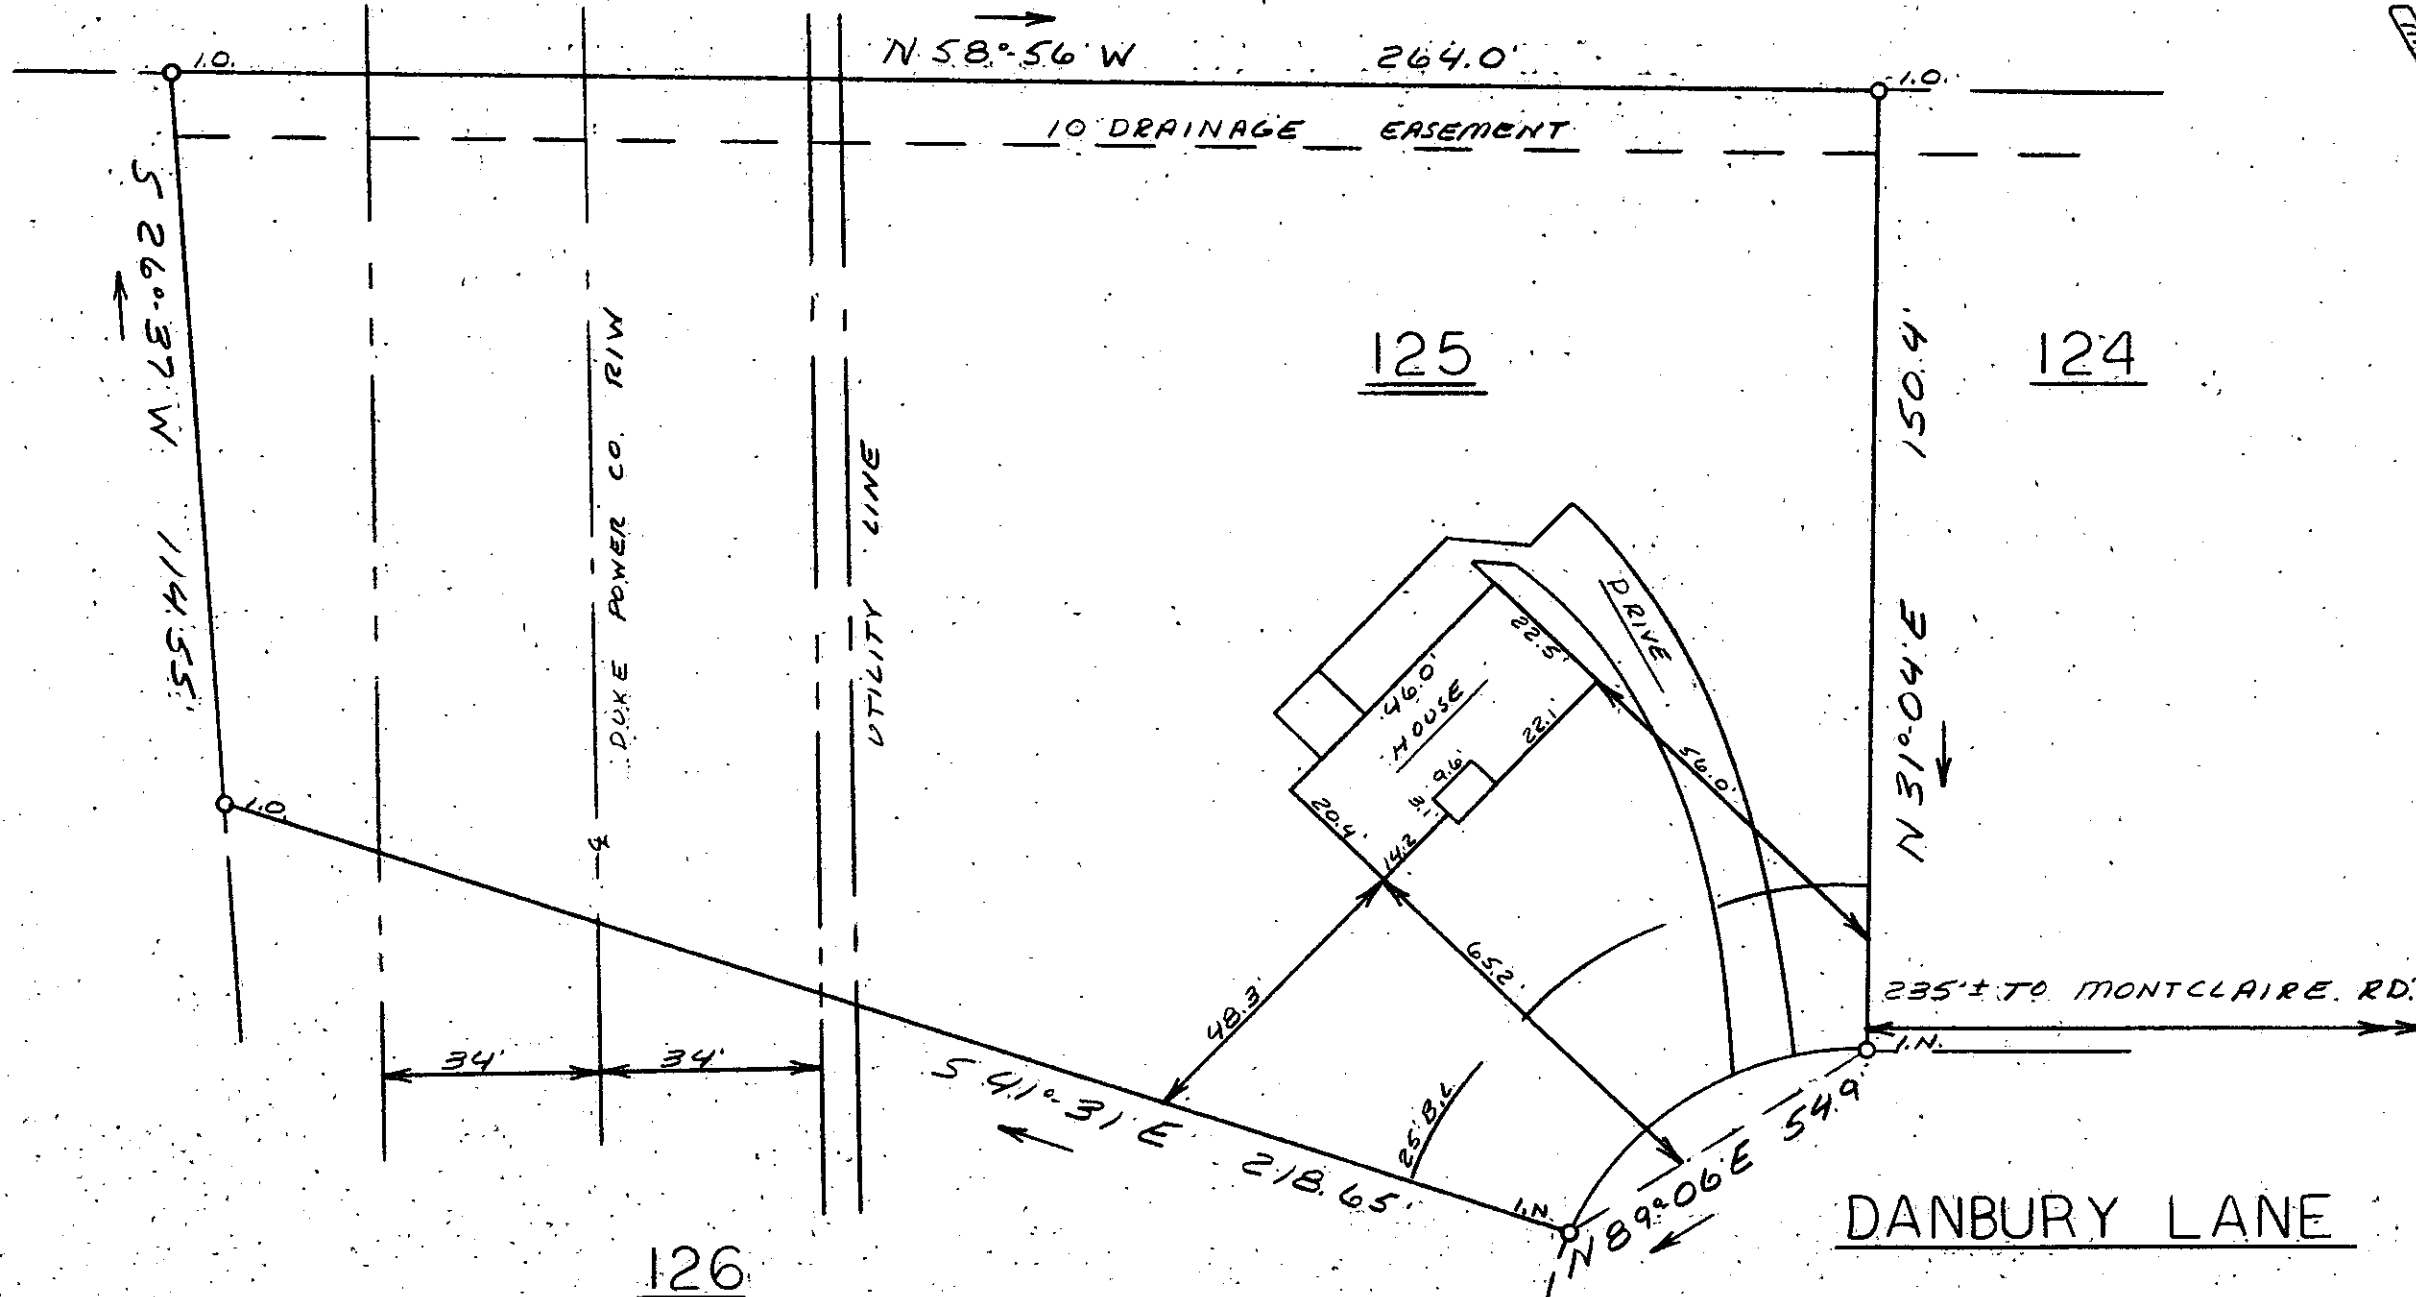 N 58°-56' W 264.0'
I.O.
I.O.
10' DRAINAGE EASEMENT
S 26°-37' W 114.55'
DUKE POWER CO. R/W
UTILITY LINE
125
124
150.4'
N 31°-04' E
DRIVE
22.5'
46.0'
HOUSE
22.1'
9.6'
3.1'
20.4'
14.2
56.0'
I.O.
65.2'
48.3'
235'± TO MONTCLAIRE RD.
I.N.
34'
34'
S 41°-31' E 218.65'
25' B.L.
I.N.
N 89°-06' E 54.9'
DANBURY LANE
126